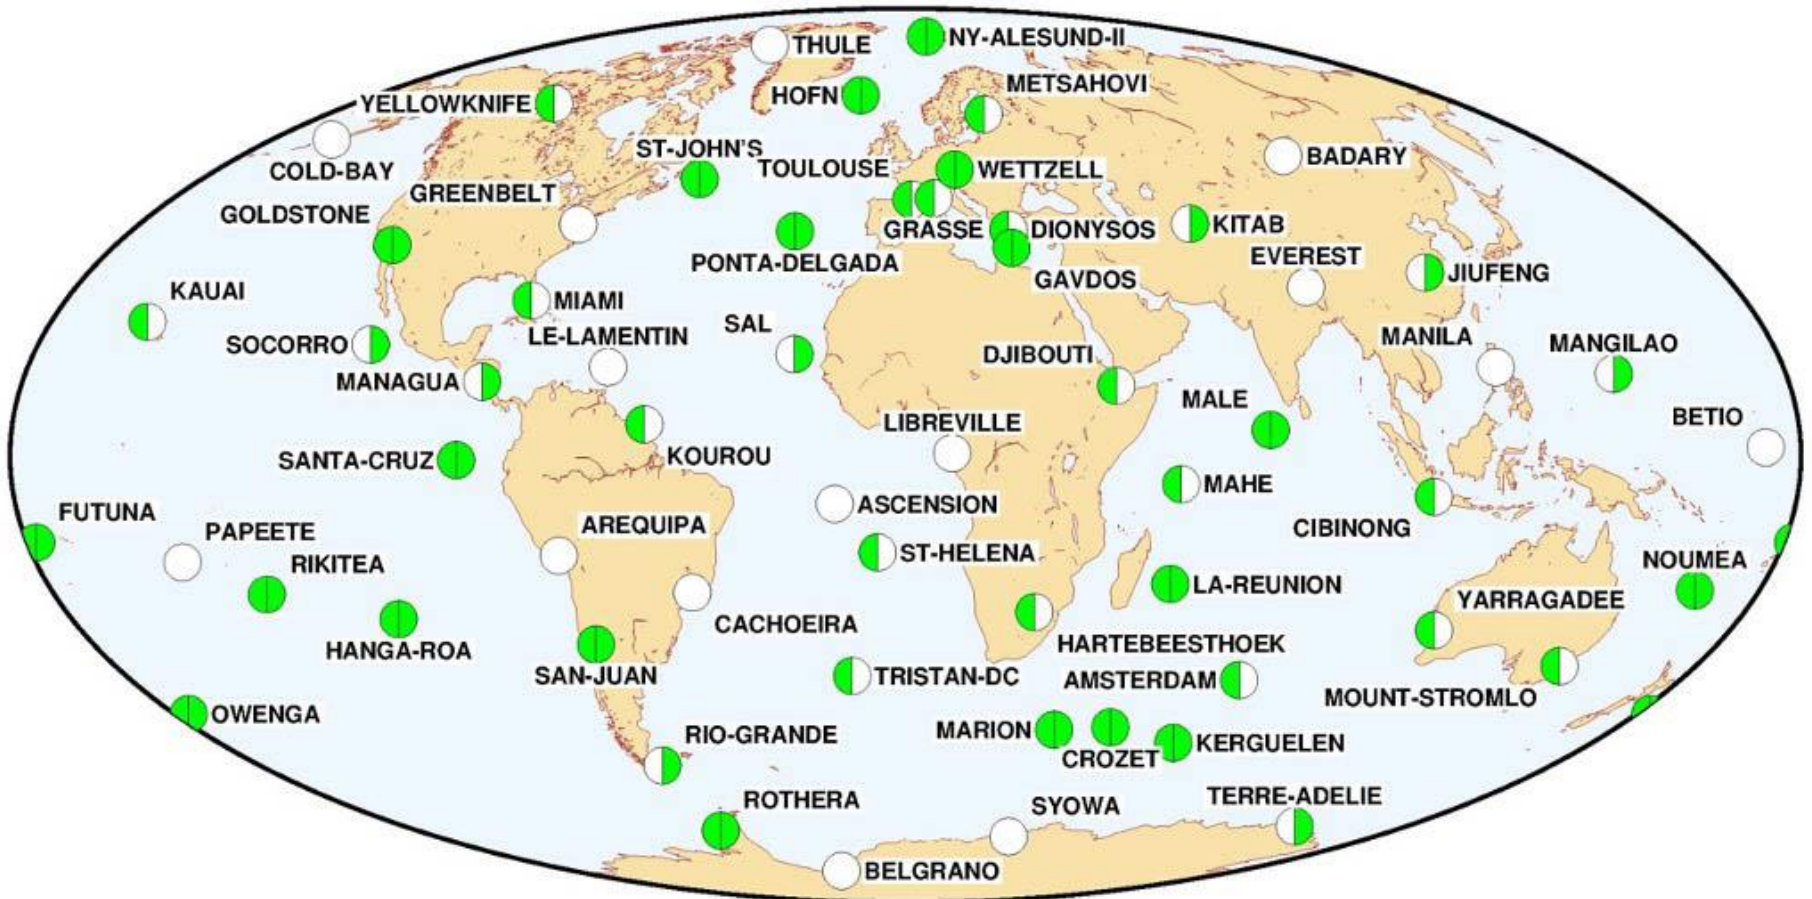 THULE
NY-ALESUND-II
YELLOWKNIFE
HOFN
METSAHOVI
COLD-BAY
ST-JOHN'S
TOULOUSE
WETTZELL
BADARY
GREENBELT
GOLDSTONE
PONTA-DELGADA
GRASSE
DIONYSOS
KITAB
EVEREST
GAVDOS
JIUFENG
KAUAI
MIAMI
SOCORRO
LE-LAMENTIN
SAL
MANILA
MANGILAO
MANAGUA
DJIBOUTI
MALE
LIBREVILLE
BETIO
SANTA-CRUZ
KOUROU
MAHE
FUTUNA
PAPEETE
ASCENSION
AREQUIPA
CIBINONG
RIKITEA
ST-HELENA
NOUMEA
LA-REUNION
YARRAGADEE
HANGA-ROA
CACHOEIRA
HARTEBEESTHOEK
SAN-JUAN
TRISTAN-DC
AMSTERDAM
MOUNT-STROMLO
OWENGA
RIO-GRANDE
MARION
CROZET
KERGUELEN
ROTHERA
SYOWA
TERRE-ADELIE
BELGRANO